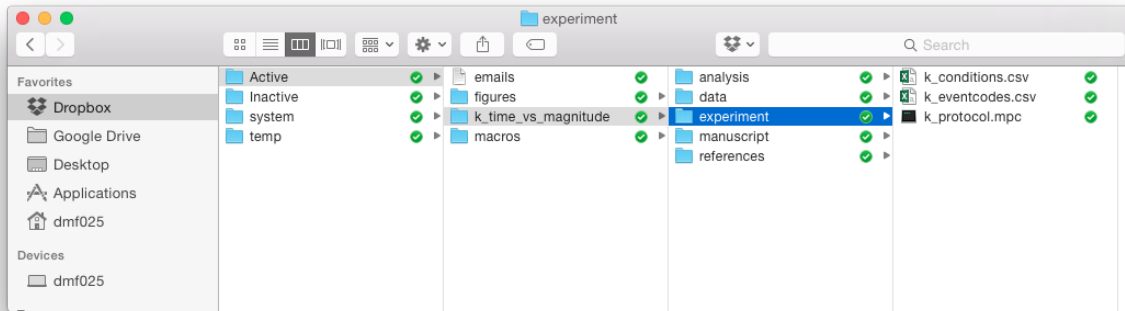 experiment
Search
Favorites
Dropbox
Google Drive
Desktop
Applications
dmf025
Devices
dmf025
Active
Inactive
system
temp
emails
figures
k_time_vs_magnitude
macros
analysis
data
experiment
manuscript
references
k_conditions.csv
k_eventcodes.csv
k_protocol.mpc